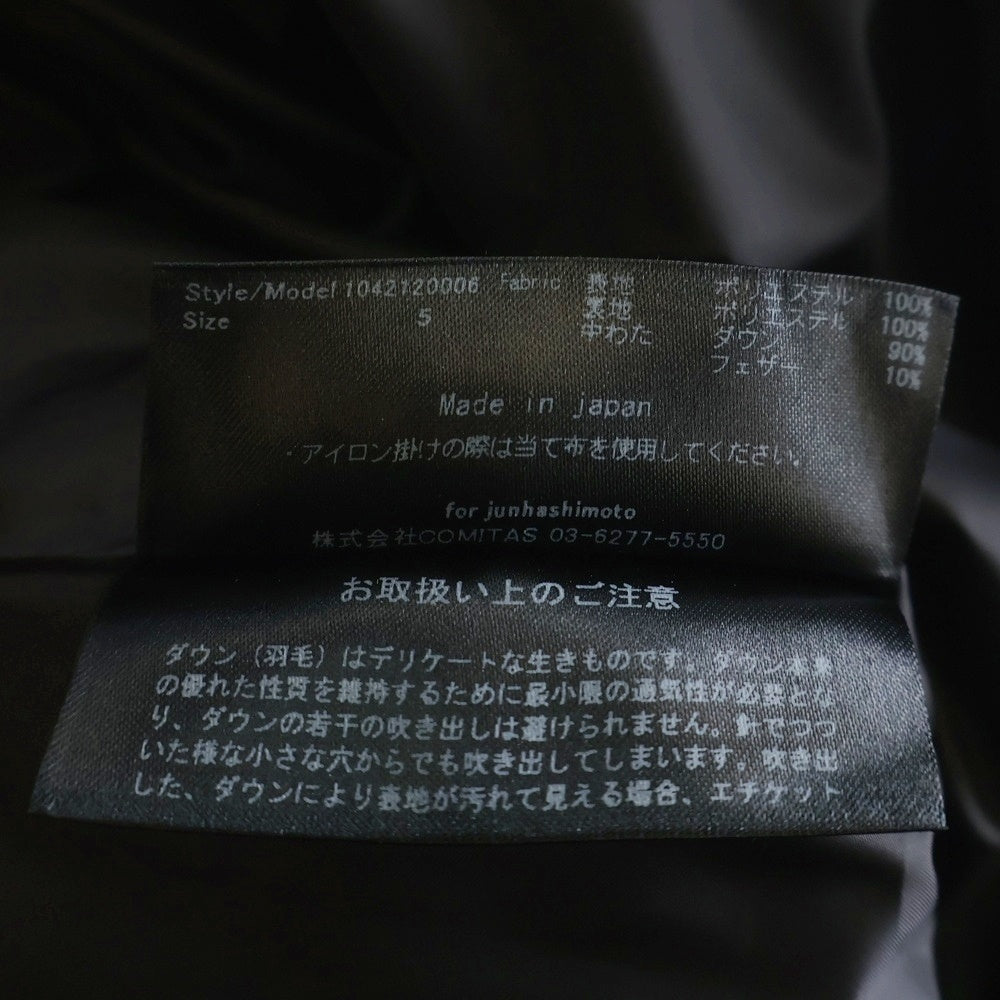 Style/Model 1042120006 Fabric 表地 ポリエステル 100%
Size 5 裏地 ポリエステル 100%
中わた ダウン 90%
フェザー 10%
Made in japan
・アイロン掛けの際は当て布を使用してください。
for junhashimoto
株式会社COMITAS 03-6277-5550
お取扱い上のご注意
ダウン（羽毛）はデリケートな生きものです。ダウン本来
の優れた性質を維持するために最小限の通気性が必要とな
り、ダウンの若干の吹き出しは避けられません。針でつつ
いた様な小さな穴からでも吹き出してしまいます。吹き出
した、ダウンにより表地が汚れて見える場合、エチケット